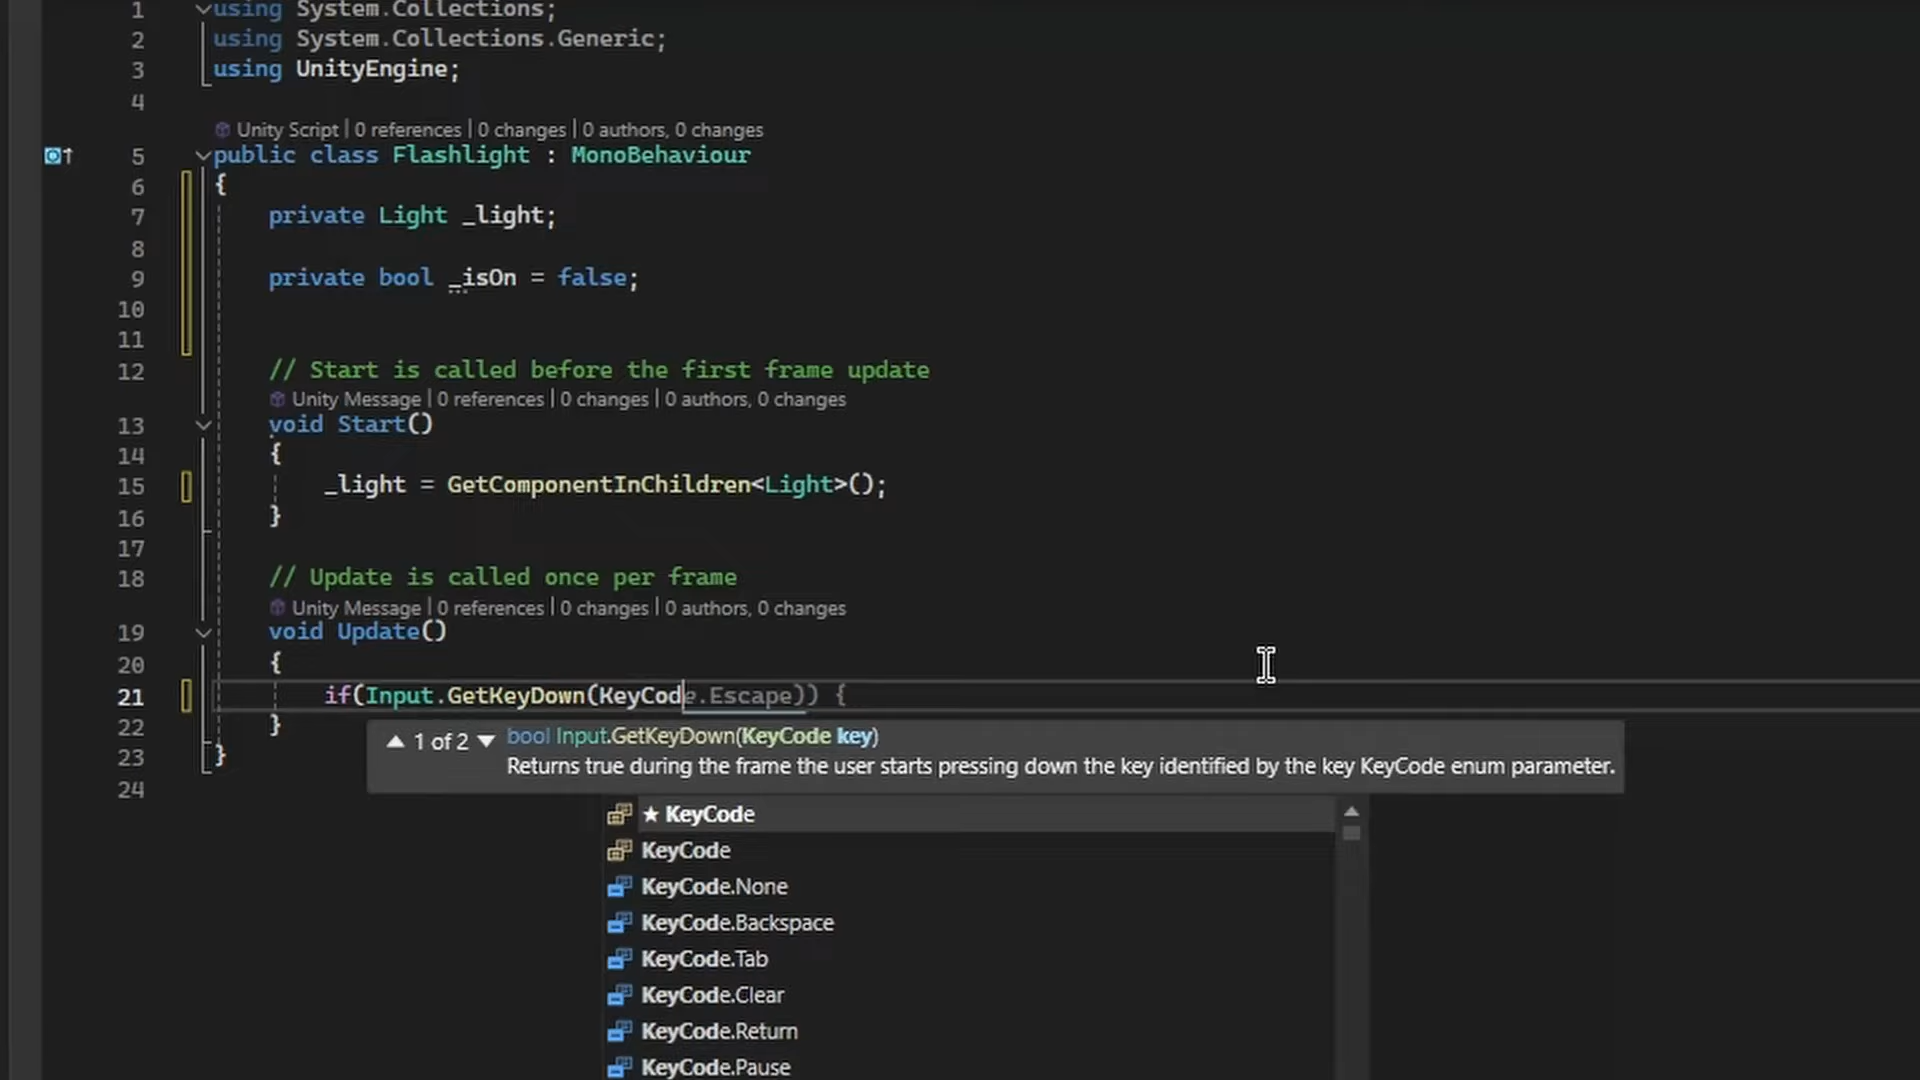 1 using System.Collections;
2 using System.Collections.Generic;
3 using UnityEngine;
4
Unity Script | 0 references | 0 changes | 0 authors, 0 changes
5 public class Flashlight : MonoBehaviour
6 {
7 private Light _light;
8
9 private bool _isOn = false;
10
11
12 // Start is called before the first frame update
Unity Message | 0 references | 0 changes | 0 authors, 0 changes
13 void Start()
14 {
15 _light = GetComponentInChildren<Light>();
16 }
17
18 // Update is called once per frame
Unity Message | 0 references | 0 changes | 0 authors, 0 changes
19 void Update()
20 {
21 if(Input.GetKeyDown(KeyCode.Escape)) {
22 }
23 }
24
▲ 1 of 2 ▼ bool Input.GetKeyDown(KeyCode key)
Returns true during the frame the user starts pressing down the key identified by the key KeyCode enum parameter.
★ KeyCode
KeyCode
KeyCode.None
KeyCode.Backspace
KeyCode.Tab
KeyCode.Clear
KeyCode.Return
KeyCode.Pause